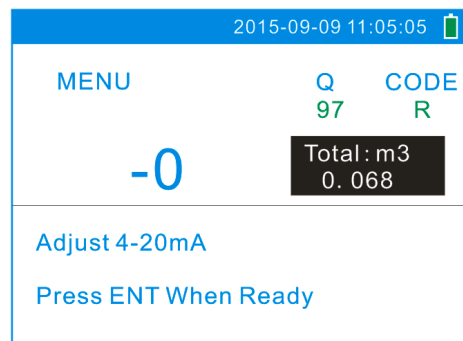 2015-09-09 11:05:05
MENU Q CODE
97 R
-0
Total: m3
0. 068
Adjust 4-20mA
Press ENT When Ready